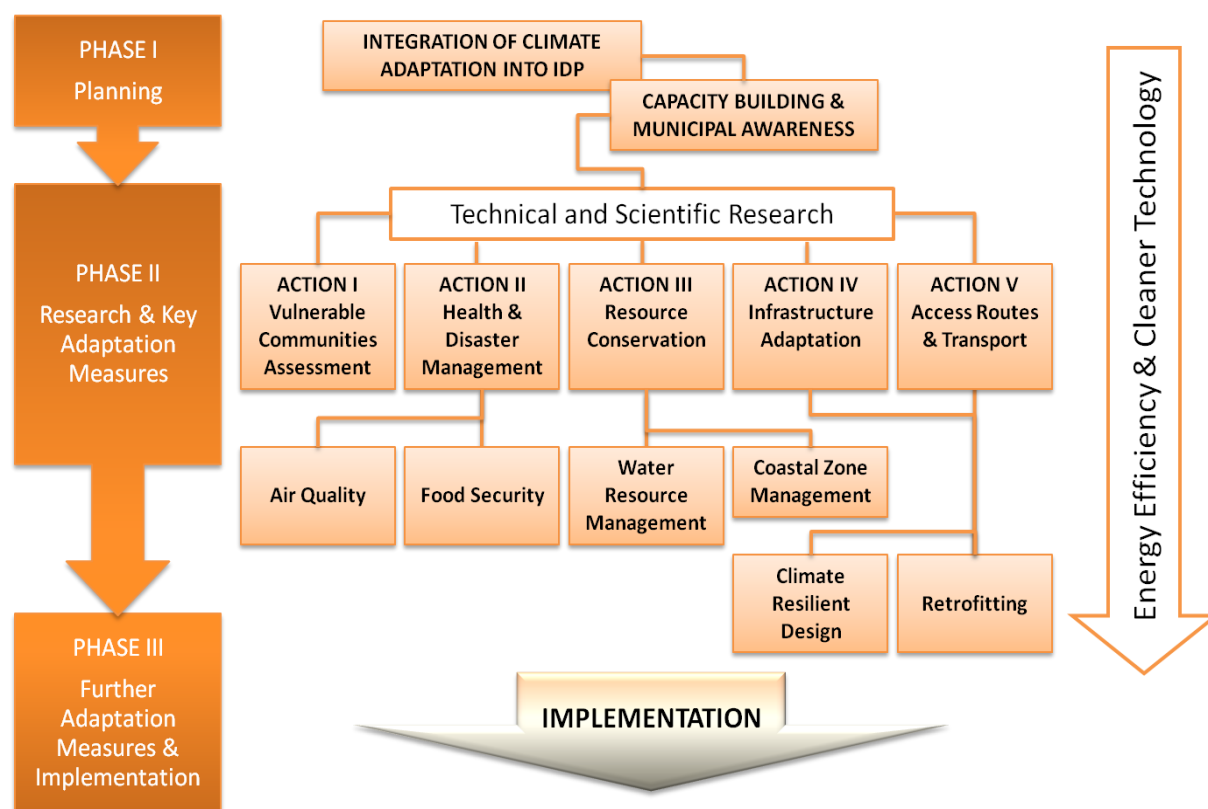 PHASE I
Planning
PHASE II
Research & Key
Adaptation
Measures
PHASE III
Further
Adaptation
Measures &
Implementation
INTEGRATION OF CLIMATE
ADAPTATION INTO IDP
CAPACITY BUILDING &
MUNICIPAL AWARENESS
Technical and Scientific Research
ACTION I
Vulnerable
Communities
Assessment
ACTION II
Health &
Disaster
Management
ACTION III
Resource
Conservation
ACTION IV
Infrastructure
Adaptation
ACTION V
Access Routes
& Transport
Air Quality
Food Security
Water
Resource
Management
Coastal Zone
Management
Climate
Resilient
Design
Retrofitting
IMPLEMENTATION
Energy Efficiency & Cleaner Technology